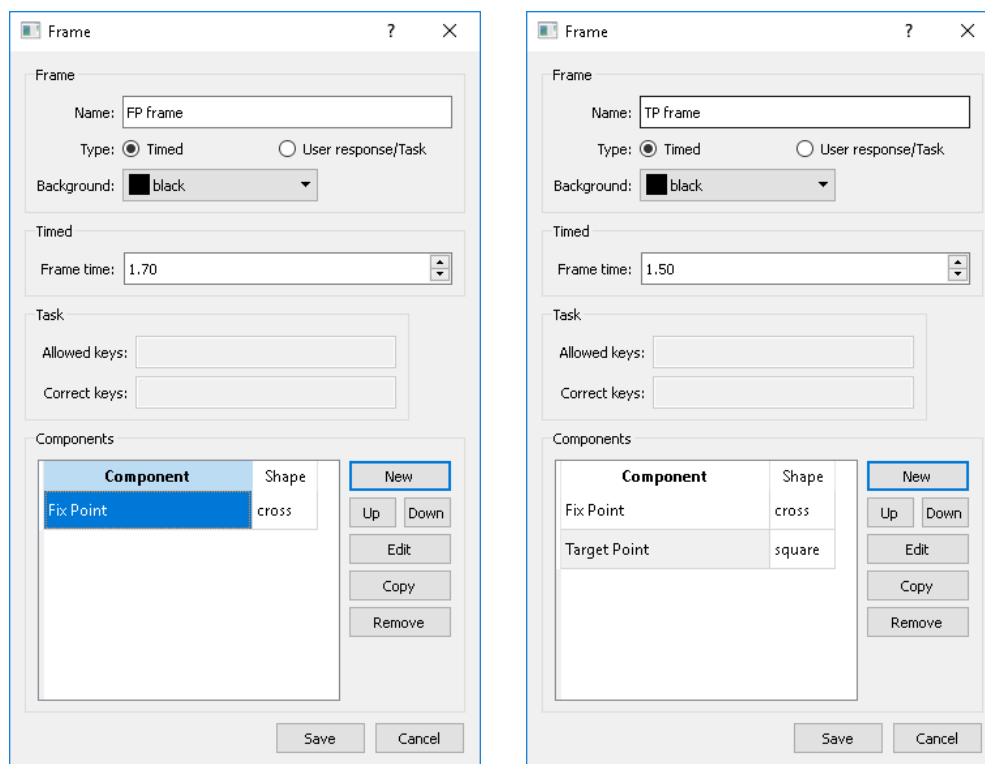 Frame ? ×
Frame
Name: FP frame
Type: Timed User response/Task
Background: black
Timed
Frame time: 1.70
Task
Allowed keys:
Correct keys:
Components
Component Shape
Fix Point cross
New
Up Down
Edit
Copy
Remove
Save Cancel
Frame ? ×
Frame
Name: TP frame
Type: Timed User response/Task
Background: black
Timed
Frame time: 1.50
Task
Allowed keys:
Correct keys:
Components
Component Shape
Fix Point cross
Target Point square
New
Up Down
Edit
Copy
Remove
Save Cancel